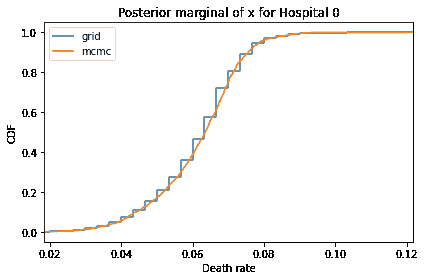 Posterior marginal of x for Hospital 0
grid
mcmc
CDF
1.0
0.8
0.6
0.4
0.2
0.0
0.02 0.04 0.06 0.08 0.10 0.12
Death rate